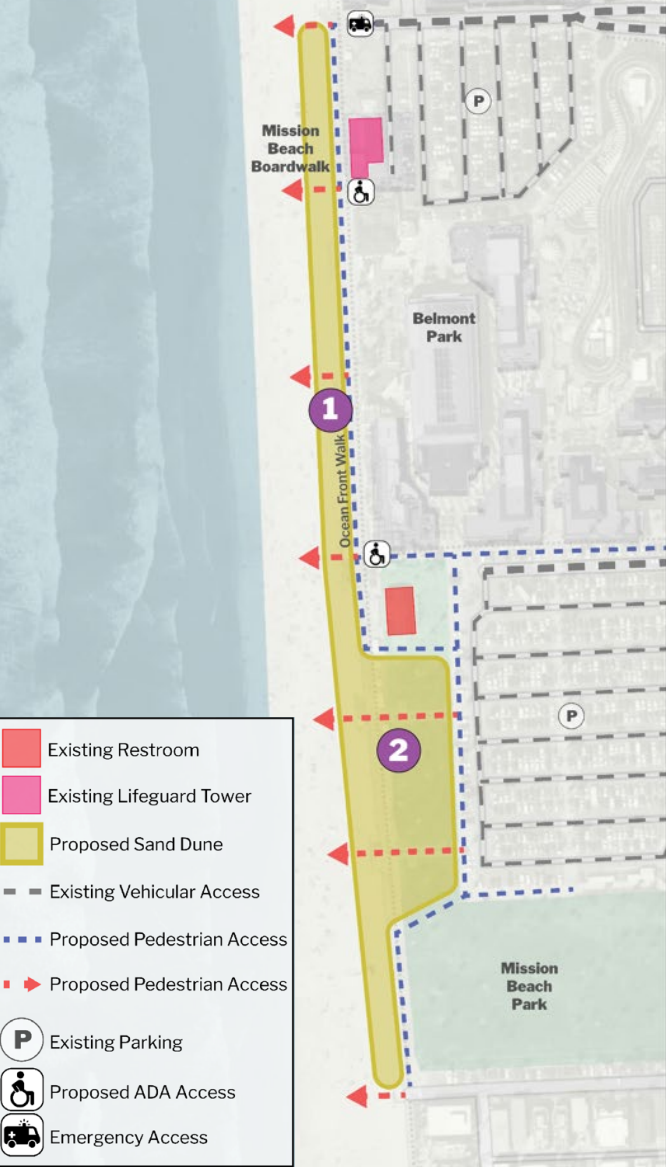 P
Mission
Beach
Boardwalk
Belmont
Park
1
Ocean Front Walk
P
2
Mission
Beach
Park
Existing Restroom
Existing Lifeguard Tower
Proposed Sand Dune
Existing Vehicular Access
Proposed Pedestrian Access
Proposed Pedestrian Access
P Existing Parking
Proposed ADA Access
Emergency Access